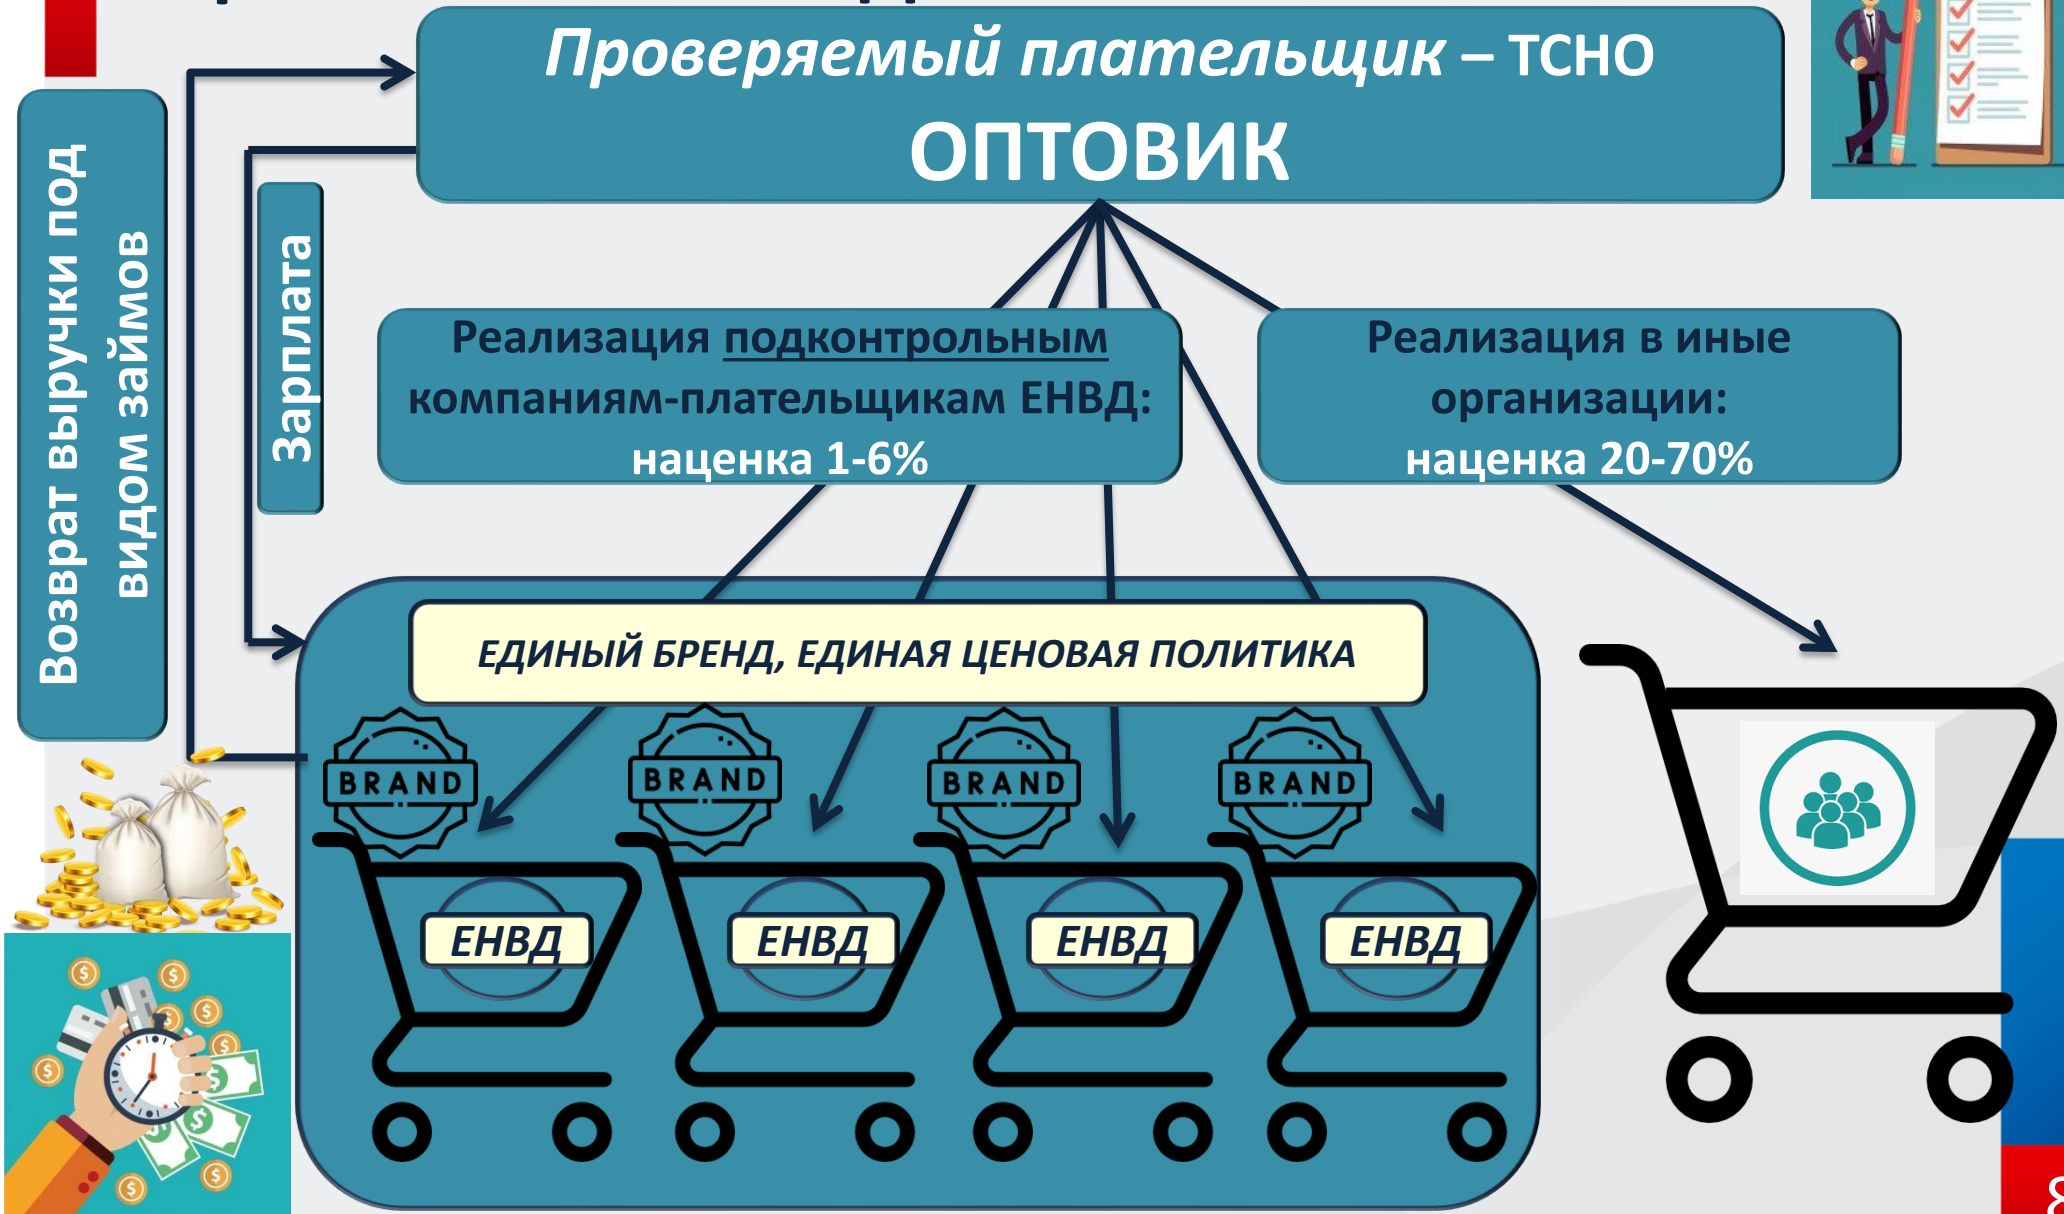 Проверяемый плательщик – ТСНО
ОПТОВИК
Возврат выручки под
видом займов
Зарплата
Реализация подконтрольным
компаниям-плательщикам ЕНВД:
наценка 1-6%
Реализация в иные
организации:
наценка 20-70%
ЕДИНЫЙ БРЕНД, ЕДИНАЯ ЦЕНОВАЯ ПОЛИТИКА
BRAND
BRAND
BRAND
BRAND
ЕНВД
ЕНВД
ЕНВД
ЕНВД